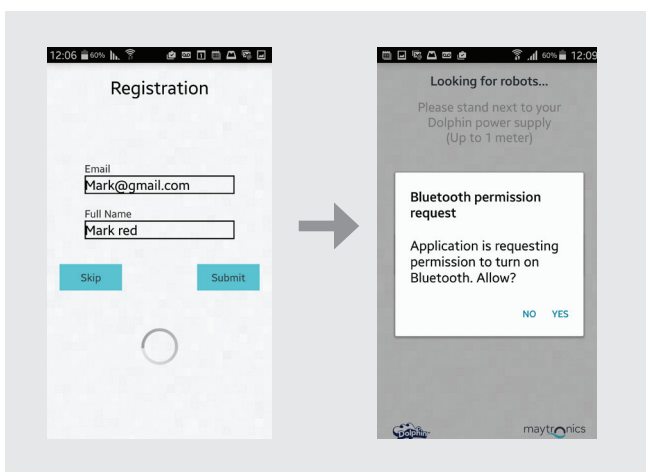 12:06 60%
Registration
Email
Mark@gmail.com
Full Name
Mark red
Skip
Submit
60% 12:09
Looking for robots...
Please stand next to your
Dolphin power supply
(Up to 1 meter)
Bluetooth permission
request
Application is requesting
permission to turn on
Bluetooth. Allow?
NO YES
Dolphin
maytronics